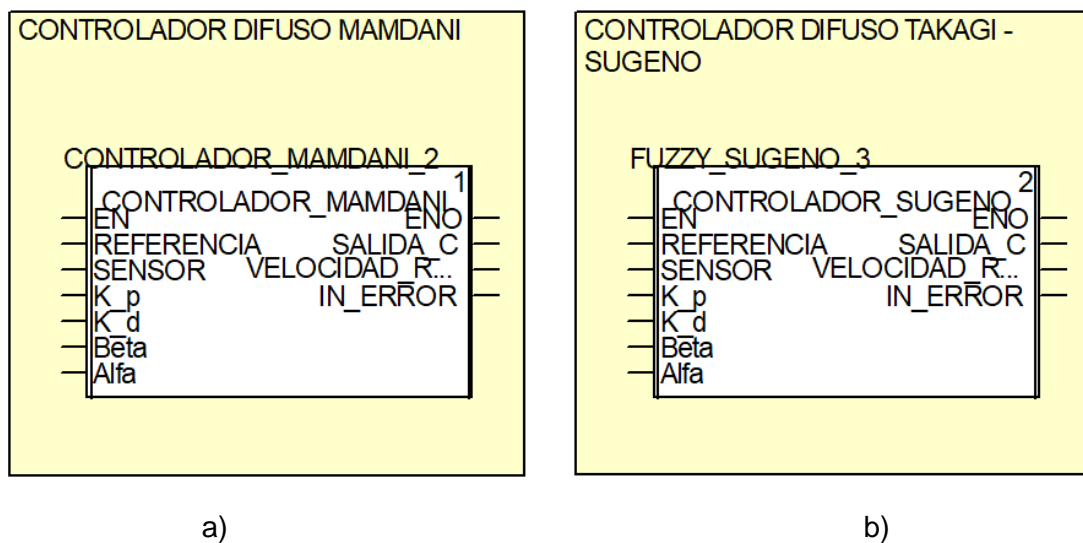 CONTROLADOR DIFUSO MAMDANI
CONTROLADOR_MAMDANI_2
1
CONTROLADOR_MAMDANI
EN ENO
REFERENCIA SALIDA_C
SENSOR VELOCIDAD_R...
K_p IN_ERROR
K_d
Beta
Alfa
a)
CONTROLADOR DIFUSO TAKAGI -
SUGENO
FUZZY_SUGENO_3
2
CONTROLADOR_SUGENO
EN ENO
REFERENCIA SALIDA_C
SENSOR VELOCIDAD_R...
K_p IN_ERROR
K_d
Beta
Alfa
b)